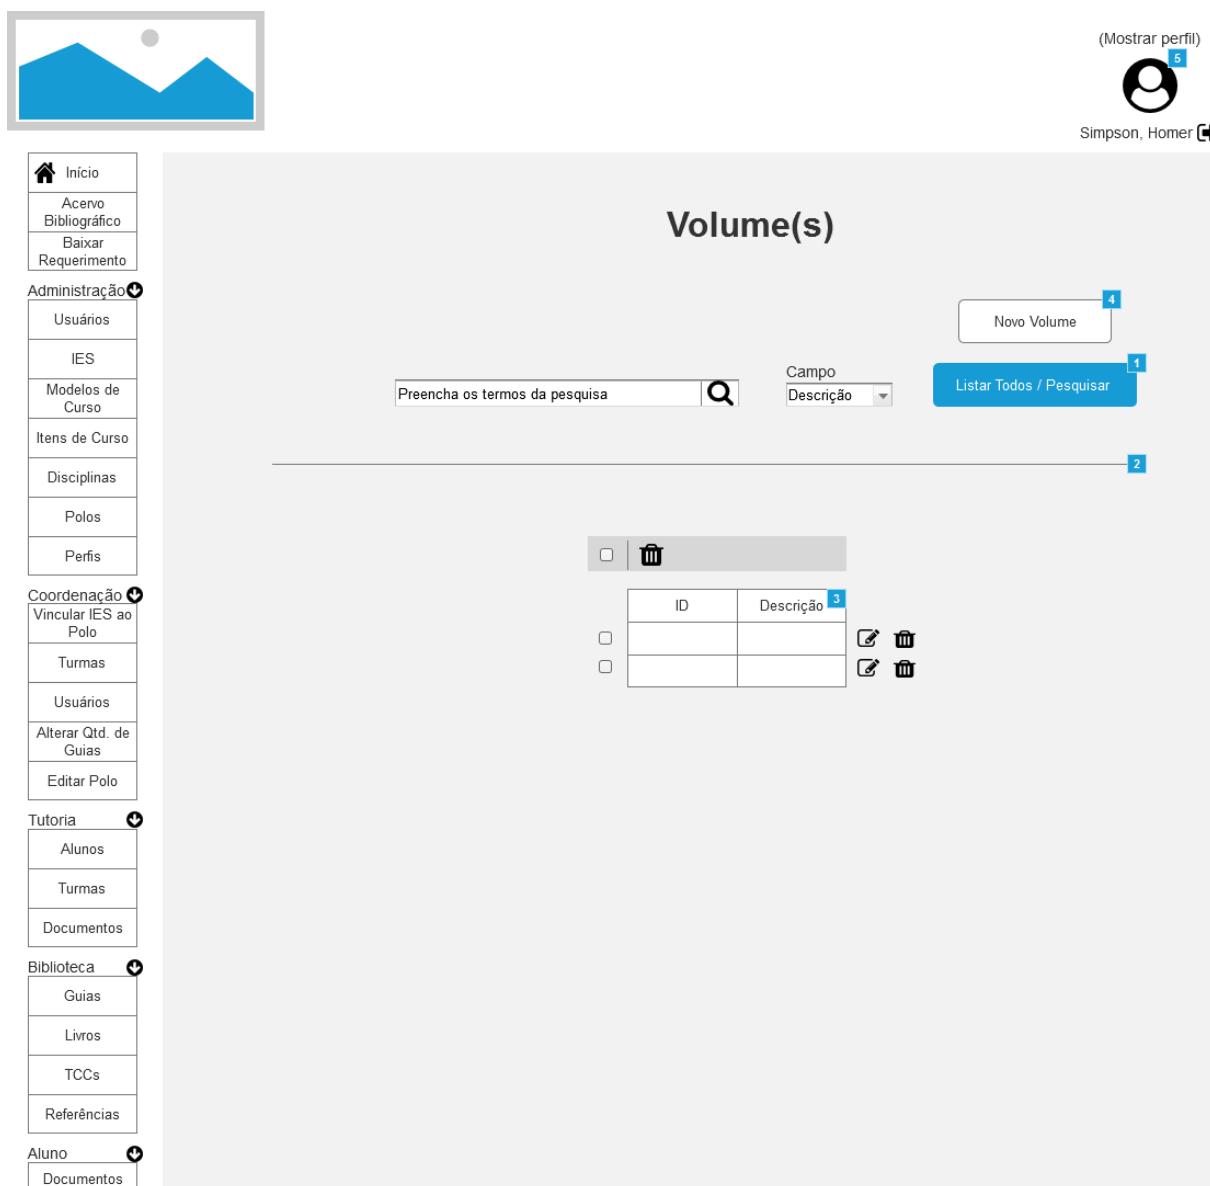 (Mostrar perfil)
5
Simpson, Homer
Início
Acervo
Bibliográfico
Baixar
Requerimento
Administração
Usuários
IES
Modelos de
Curso
Itens de Curso
Disciplinas
Polos
Perfis
Coordenação
Vincular IES ao
Polo
Turmas
Usuários
Alterar Qtd. de
Guias
Editar Polo
Tutoria
Alunos
Turmas
Documentos
Biblioteca
Guias
Livros
TCCs
Referências
Aluno
Documentos
Volume(s)
4
Novo Volume
1
Preencha os termos da pesquisa
Campo
Descrição
Listar Todos / Pesquisar
2
ID
Descrição
3